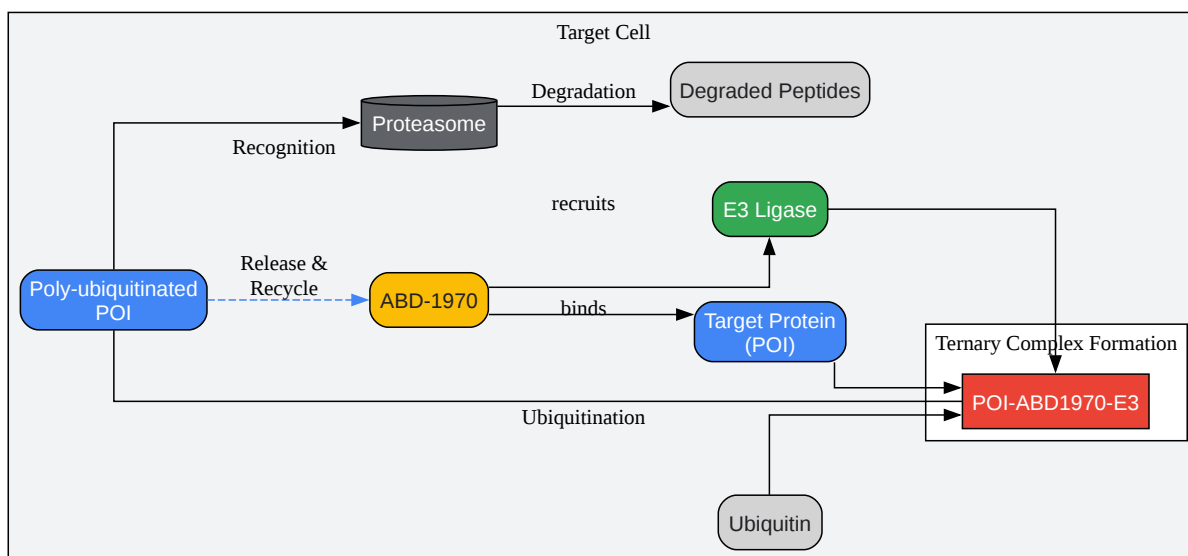 Target Cell
Degradation
Degraded Peptides
Proteasome
Recognition
recruits
E3 Ligase
Release &
Recycle
Poly-ubiquitinated
POI
ABD-1970
binds
Target Protein
(POI)
Ternary Complex Formation
POI-ABD1970-E3
Ubiquitination
Ubiquitin